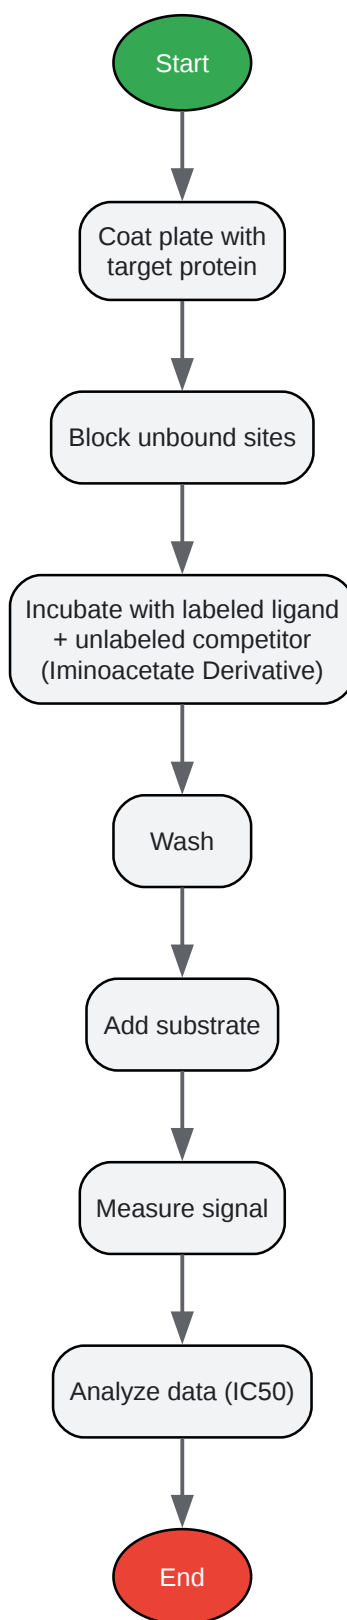 Start
Coat plate with
target protein
Block unbound sites
Incubate with labeled ligand
+ unlabeled competitor
(Iminoacetate Derivative)
Wash
Add substrate
Measure signal
Analyze data (IC50)
End